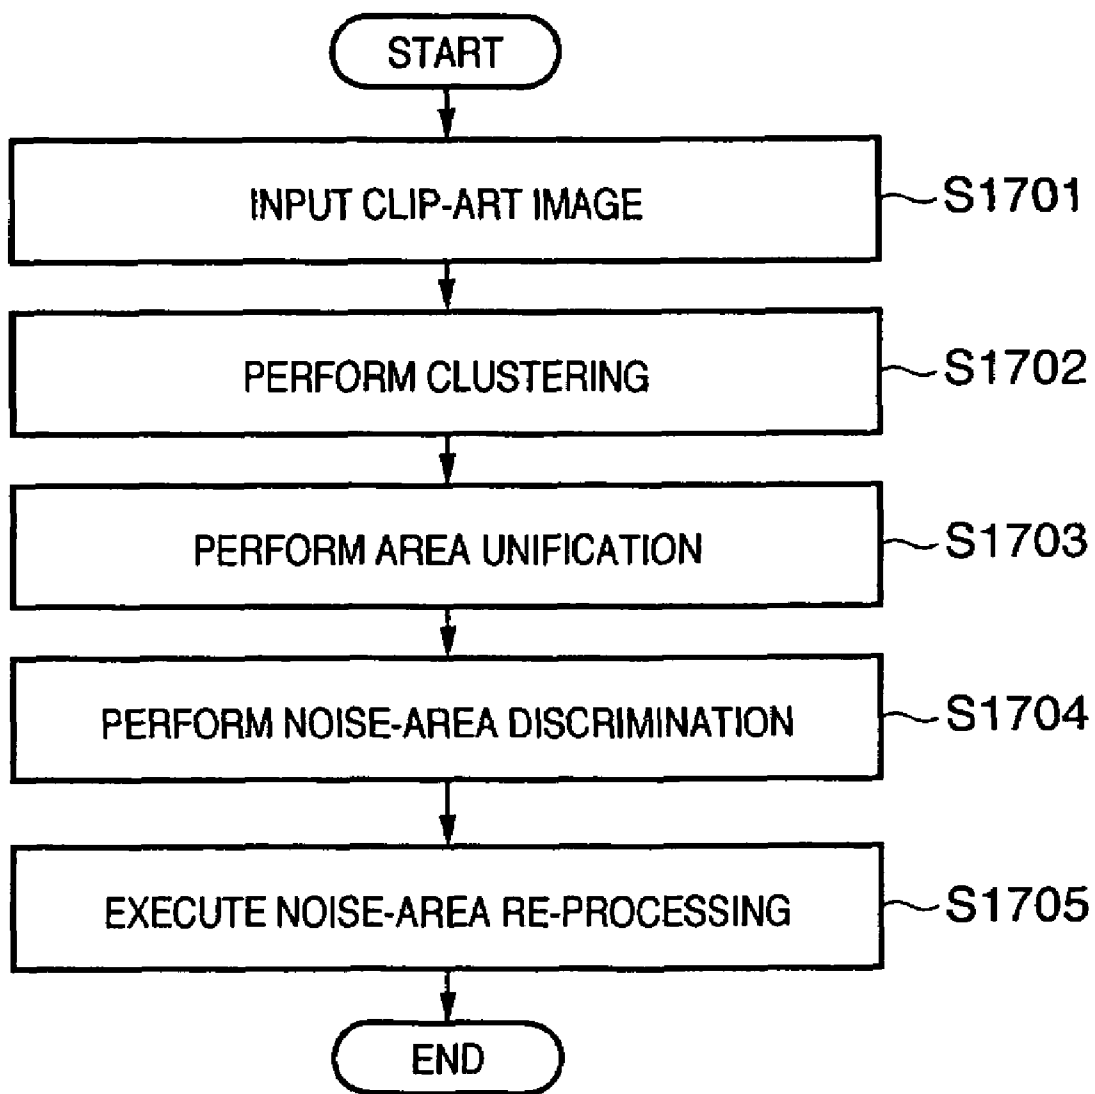 START
INPUT CLIP-ART IMAGE
S1701
PERFORM CLUSTERING
S1702
PERFORM AREA UNIFICATION
S1703
PERFORM NOISE-AREA DISCRIMINATION
S1704
EXECUTE NOISE-AREA RE-PROCESSING
S1705
END